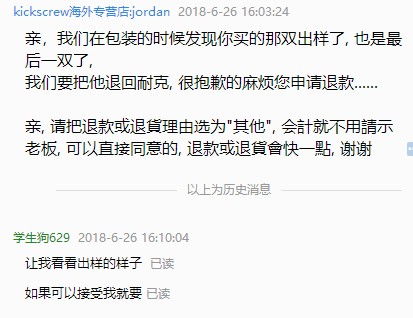 kickscrew海外专营店:jordan 2018-6-26 16:03:24
亲，我们在包装的时候发现你买的那双出样了, 也是最
后一双了,
我们要把他退回耐克, 很抱歉的麻烦您申请退款......
亲, 请把退款或退貨理由选为"其他", 会計就不用請示
老板, 可以直接同意的, 退款或退貨會快一點, 谢谢
以上为历史消息
学生狗629 2018-6-26 16:10:04
让我看看出样的样子 已读
如果可以接受我就要 已读